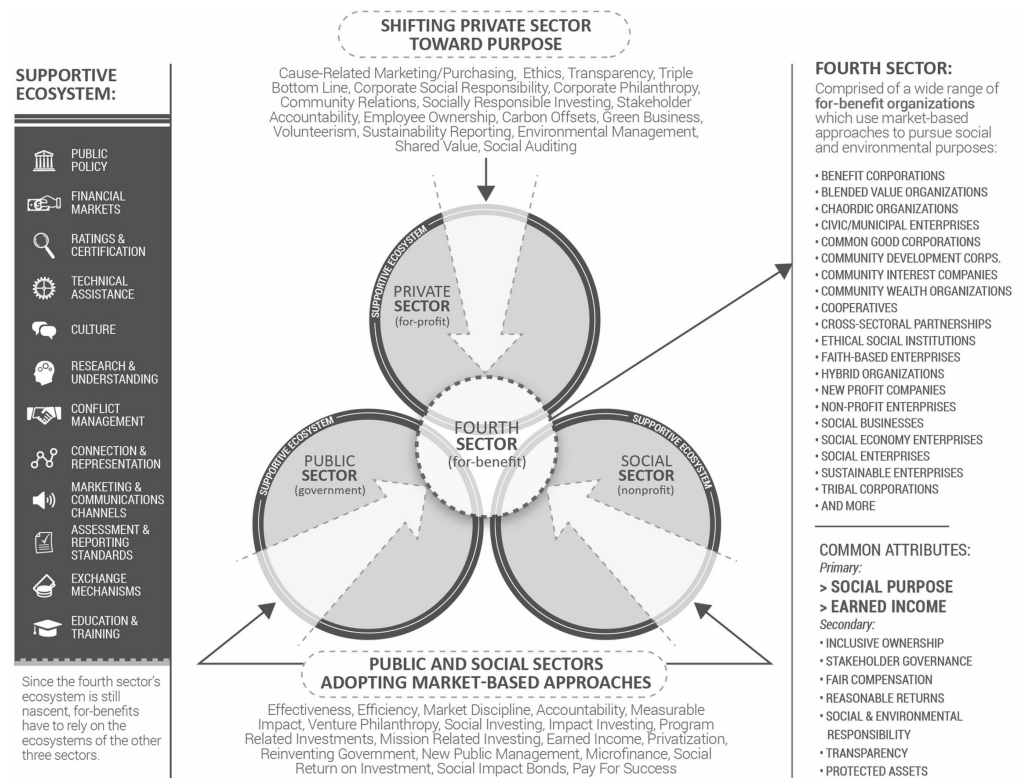 SHIFTING PRIVATE SECTOR
TOWARD PURPOSE
Cause-Related Marketing/Purchasing, Ethics, Transparency, Triple
Bottom Line, Corporate Social Responsibility, Corporate Philanthropy,
Community Relations, Socially Responsible Investing, Stakeholder
Accountability, Employee Ownership, Carbon Offsets, Green Business,
Volunteerism, Sustainability Reporting, Environmental Management,
Shared Value, Social Auditing
SUPPORTIVE
ECOSYSTEM:
PUBLIC
POLICY
FINANCIAL
MARKETS
RATINGS &
CERTIFICATION
TECHNICAL
ASSISTANCE
CULTURE
RESEARCH &
UNDERSTANDING
CONFLICT
MANAGEMENT
CONNECTION &
REPRESENTATION
MARKETING &
COMMUNICATIONS
CHANNELS
ASSESSMENT &
REPORTING
STANDARDS
EXCHANGE
MECHANISMS
EDUCATION &
TRAINING
Since the fourth sector's
ecosystem is still
nascent, for-benefits
have to rely on the
ecosystems of the other
three sectors.
SUPPORTIVE ECOSYSTEM
PRIVATE
SECTOR
(for-profit)
FOURTH
SECTOR
(for-benefit)
SUPPORTIVE ECOSYSTEM
PUBLIC
SECTOR
(government)
SUPPORTIVE ECOSYSTEM
SOCIAL
SECTOR
(nonprofit)
PUBLIC AND SOCIAL SECTORS
ADOPTING MARKET-BASED APPROACHES
Effectiveness, Efficiency, Market Discipline, Accountability, Measurable
Impact, Venture Philanthropy, Social Investing, Impact Investing, Program
Related Investments, Mission Related Investing, Earned Income, Privatization,
Reinventing Government, New Public Management, Microfinance, Social
Return on Investment, Social Impact Bonds, Pay For Success
FOURTH SECTOR:
Comprised of a wide range of
for-benefit organizations
which use market-based
approaches to pursue social
and environmental purposes:
• BENEFIT CORPORATIONS
• BLENDED VALUE ORGANIZATIONS
• CHAORDIC ORGANIZATIONS
• CIVIC/MUNICIPAL ENTERPRISES
• COMMON GOOD CORPORATIONS
• COMMUNITY DEVELOPMENT CORPS.
• COMMUNITY INTEREST COMPANIES
• COMMUNITY WEALTH ORGANIZATIONS
• COOPERATIVES
• CROSS-SECTORAL PARTNERSHIPS
• ETHICAL SOCIAL INSTITUTIONS
• FAITH-BASED ENTERPRISES
• HYBRID ORGANIZATIONS
• NEW PROFIT COMPANIES
• NON-PROFIT ENTERPRISES
• SOCIAL BUSINESSES
• SOCIAL ECONOMY ENTERPRISES
• SOCIAL ENTERPRISES
• SUSTAINABLE ENTERPRISES
• TRIBAL CORPORATIONS
• AND MORE
COMMON ATTRIBUTES:
Primary:
> SOCIAL PURPOSE
> EARNED INCOME
Secondary:
• INCLUSIVE OWNERSHIP
• STAKEHOLDER GOVERNANCE
• FAIR COMPENSATION
• REASONABLE RETURNS
• SOCIAL & ENVIRONMENTAL
RESPONSIBILITY
• TRANSPARENCY
• PROTECTED ASSETS